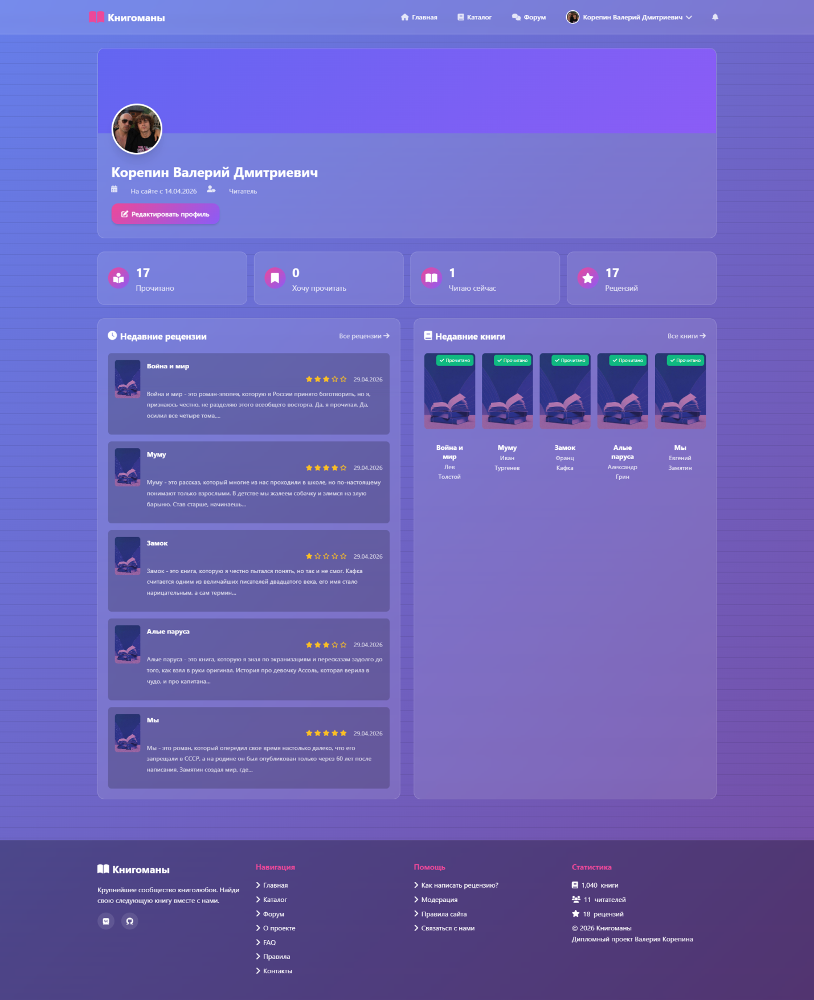 Книгоманы
Главная
Каталог
Форум
Корепин Валерий Дмитриевич
Корепин Валерий Дмитриевич
На сайте с 14.04.2026
Читатель
Редактировать профиль
17
Прочитано
0
Хочу прочитать
1
Читаю сейчас
17
Рецензий
Недавние рецензии
Все рецензии
Война и мир
29.04.2026
Война и мир - это роман-эпопея, которую в России принято боготворить, но я,
признаюсь честно, не разделяю этого всеобщего восторга. Да, я прочитал. Да,
осилил все четыре тома,...
Муму
29.04.2026
Муму - это рассказ, который многие из нас проходили в школе, но по-настоящему
понимают только взрослыми. В детстве мы жалеем собачку и злимся на злую
барыню. Став старше, начинаешь...
Замок
29.04.2026
Замок - это книга, которую я честно пытался понять, но так и не смог. Кафка
считается одним из величайших писателей двадцатого века, его имя стало
нарицательным, а сам термин...
Алые паруса
29.04.2026
Алые паруса - это книга, которую я знал по экранизациям и пересказам задолго до
того, как взял в руки оригинал. История про девочку Ассоль, которая верила в
чудо, и про капитана...
Мы
29.04.2026
Мы - это роман, который опередил свое время настолько далеко, что его
запрещали в СССР, а на родине он был опубликован только через 60 лет после
написания. Замятин создал мир, где...
Недавние книги
Все книги
Прочитано
Прочитано
Прочитано
Прочитано
Прочитано
Война и
мир
Лев
Толстой
Муму
Иван
Тургенев
Замок
Франц
Кафка
Алые
паруса
Александр
Грин
Мы
Евгений
Замятин
Книгоманы
Крупнейшее сообщество книголюбов. Найди
свою следующую книгу вместе с нами.
Навигация
Главная
Каталог
Форум
О проекте
FAQ
Правила
Контакты
Помощь
Как написать рецензию?
Модерация
Правила сайта
Связаться с нами
Статистика
1,040 книги
11 читателей
18 рецензий
© 2026 Книгоманы
Дипломный проект Валерия Корепина